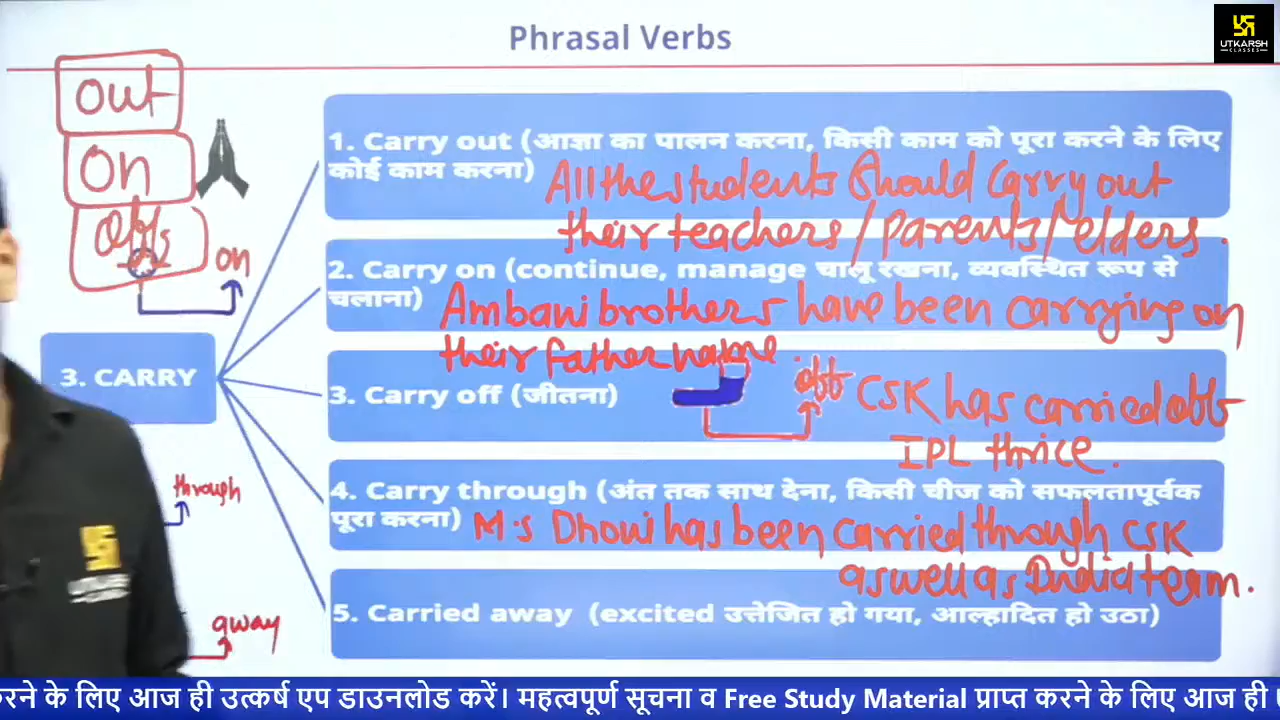 Phrasal Verbs
UTKARSH
CLASSES
out
on
off
on
1. Carry out (आज्ञा का पालन करना, किसी काम को पूरा करने के लिए
कोई काम करना)
All the students should carry out
their teachers/parents/elders.
2. Carry on (continue, manage चालू रखना, व्यवस्थित रूप से
चलाना)
Ambani brothers have been carrying on
their father name.
3. CARRY
3. Carry off (जीतना)
off
CSK has carried off
IPL thrice.
through
4. Carry through (अंत तक साथ देना, किसी चीज को सफलतापूर्वक
पूरा करना)
M.s Dhoni has been carried through CSK
as well as India team.
5. Carried away (excited उत्तेजित हो गया, आल्हादित हो उठा)
away
करने के लिए आज ही उत्कर्ष एप डाउनलोड करें। महत्वपूर्ण सूचना व Free Study Material प्राप्त करने के लिए आज ही